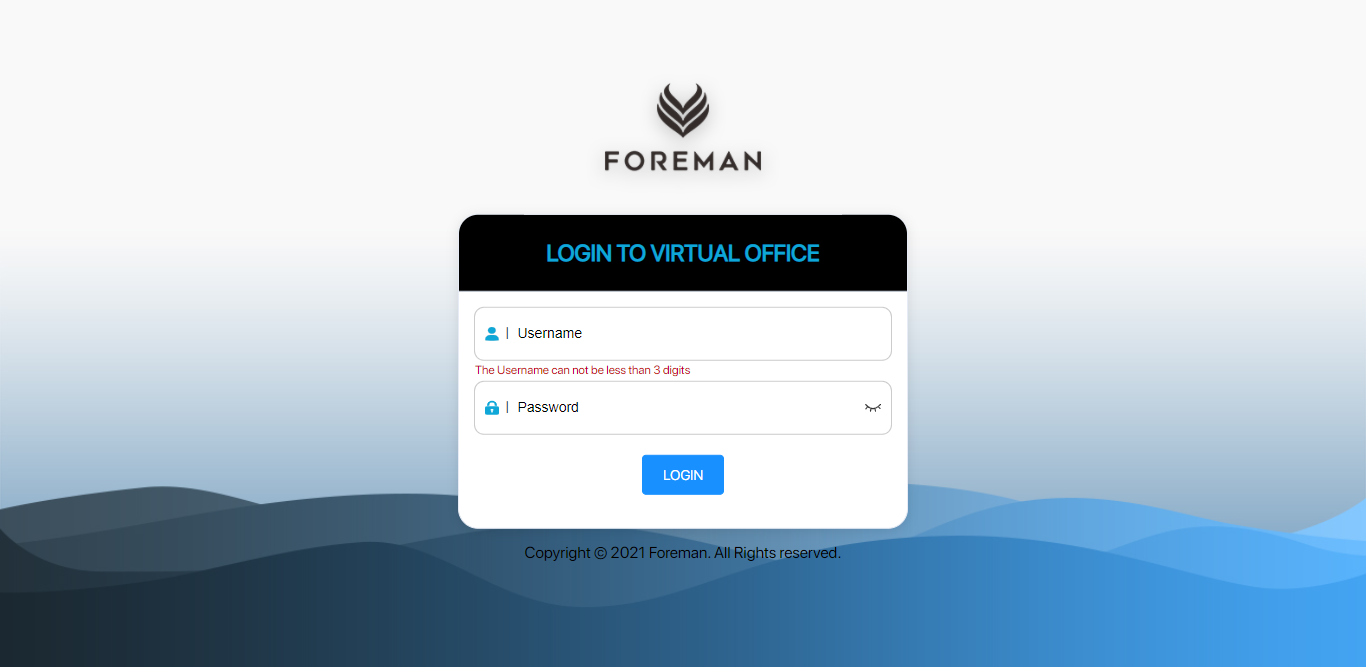 FOREMAN
LOGIN TO VIRTUAL OFFICE
| Username
The Username can not be less than 3 digits
| Password
LOGIN
Copyright © 2021 Foreman. All Rights reserved.